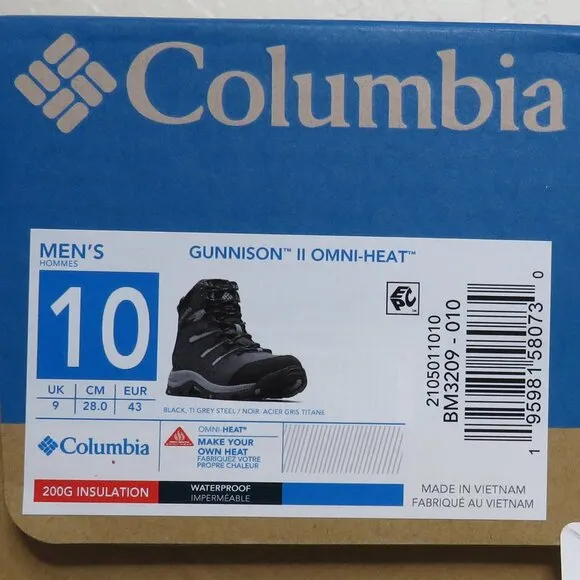 Columbia
MEN'S
HOMMES
GUNNISON™ II OMNI-HEAT™
10
UK CM EUR
9 28.0 43
EPC
BLACK, TI GREY STEEL / NOIR, ACIER GRIS TITANE
Columbia
OMNI-HEAT®
MAKE YOUR
OWN HEAT
FABRIQUEZ VOTRE
PROPRE CHALEUR
200G INSULATION
WATERPROOF
IMPERMÉABLE
2105011010
BM3209 - 010
1 95981 58073 0
MADE IN VIETNAM
FABRIQUÉ AU VIETNAM